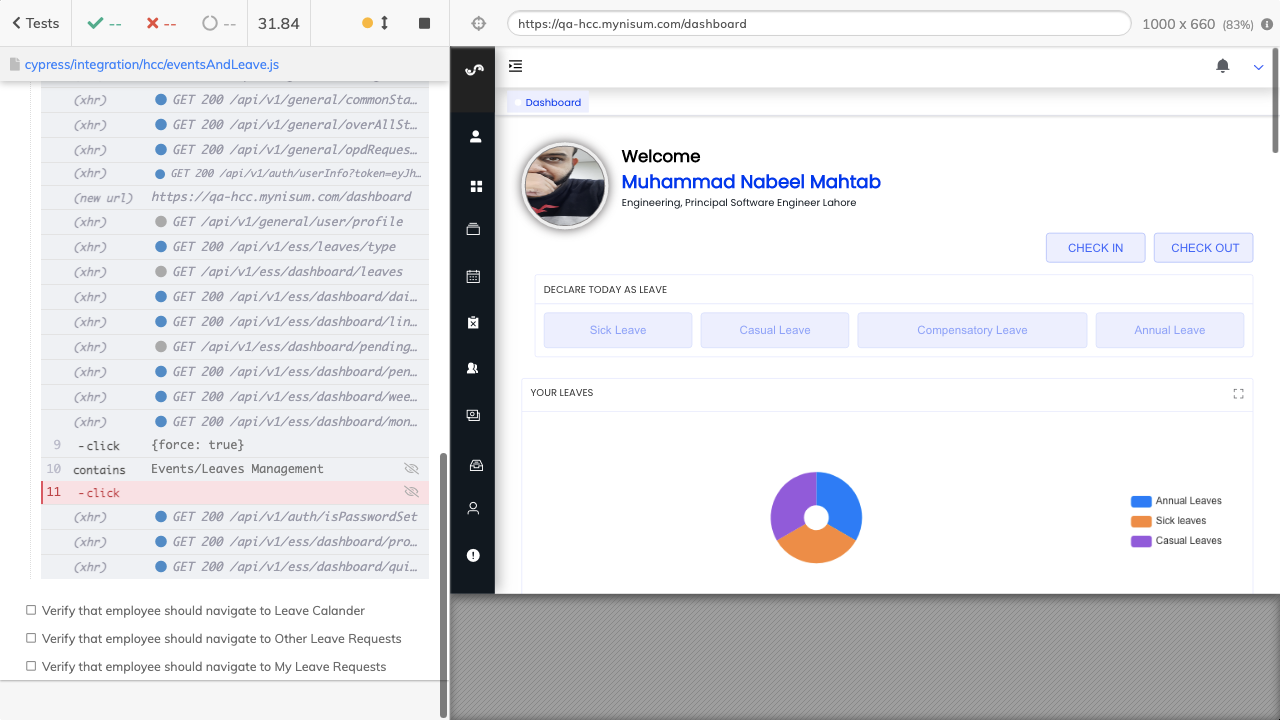 Tests
--
--
--
31.84
cypress/integration/hcc/eventsAndLeave.js
(xhr) GET 200 /api/v1/general/commonSta…
(xhr) GET 200 /api/v1/general/overAllSt…
(xhr) GET 200 /api/v1/general/opdReques…
(xhr) GET 200 /api/v1/auth/userInfo?token=eyJh…
(new url) https://qa-hcc.mynisum.com/dashboard
(xhr) GET /api/v1/general/user/profile
(xhr) GET 200 /api/v1/ess/leaves/type
(xhr) GET /api/v1/ess/dashboard/leaves
(xhr) GET 200 /api/v1/ess/dashboard/dai…
(xhr) GET 200 /api/v1/ess/dashboard/lin…
(xhr) GET /api/v1/ess/dashboard/pending…
(xhr) GET 200 /api/v1/ess/dashboard/pen…
(xhr) GET 200 /api/v1/ess/dashboard/wee…
(xhr) GET 200 /api/v1/ess/dashboard/mon…
9 -click {force: true}
10 contains Events/Leaves Management
11 -click
(xhr) GET 200 /api/v1/auth/isPasswordSet
(xhr) GET 200 /api/v1/ess/dashboard/pro…
(xhr) GET 200 /api/v1/ess/dashboard/qui…
Verify that employee should navigate to Leave Calander
Verify that employee should navigate to Other Leave Requests
Verify that employee should navigate to My Leave Requests
https://qa-hcc.mynisum.com/dashboard
1000 x 660 (83%)
Dashboard
Welcome
Muhammad Nabeel Mahtab
Engineering, Principal Software Engineer Lahore
CHECK IN
CHECK OUT
DECLARE TODAY AS LEAVE
Sick Leave
Casual Leave
Compensatory Leave
Annual Leave
YOUR LEAVES
Annual Leaves
Sick leaves
Casual Leaves